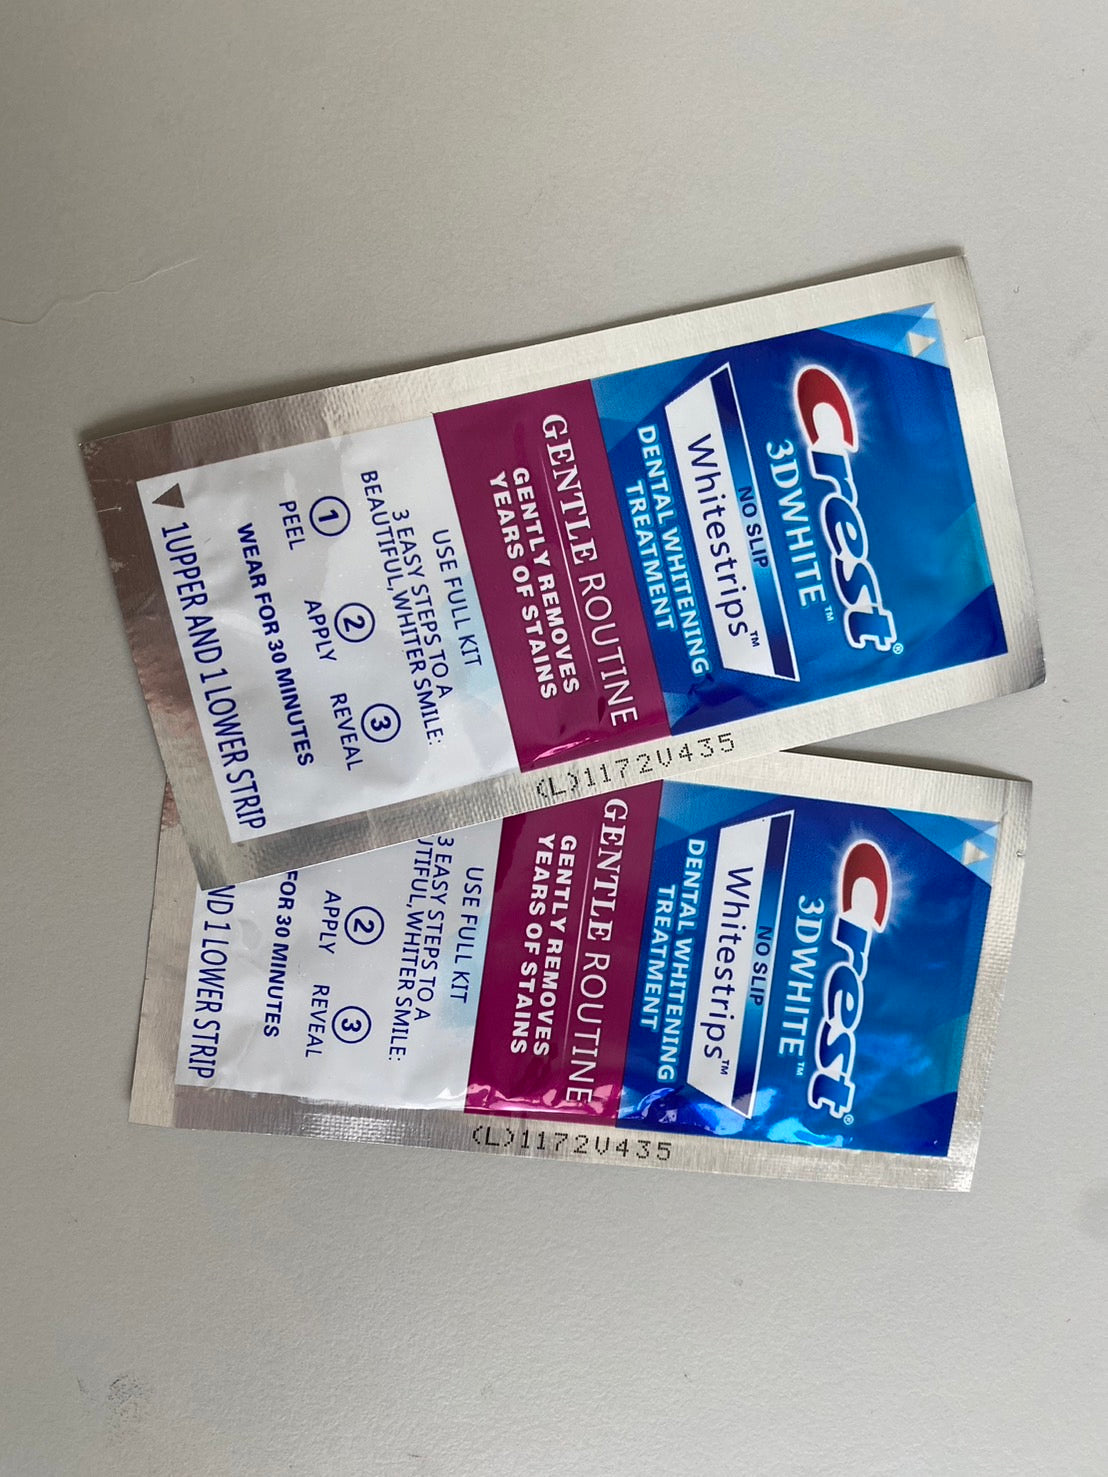 Crest®
3DWHITE™
NO SLIP
Whitestrips™
DENTAL WHITENING
TREATMENT
GENTLE ROUTINE
GENTLY REMOVES
YEARS OF STAINS
USE FULL KIT
3 EASY STEPS TO A
BEAUTIFUL, WHITER SMILE:
1 2 3
PEEL APPLY REVEAL
WEAR FOR 30 MINUTES
1 UPPER AND 1 LOWER STRIP
(L)1172V435
Crest®
3DWHITE™
NO SLIP
Whitestrips™
DENTAL WHITENING
TREATMENT
GENTLE ROUTINE
GENTLY REMOVES
YEARS OF STAINS
USE FULL KIT
3 EASY STEPS TO A
UTIFUL, WHITER SMILE:
2 3
APPLY REVEAL
FOR 30 MINUTES
ND 1 LOWER STRIP
(L)1172V435